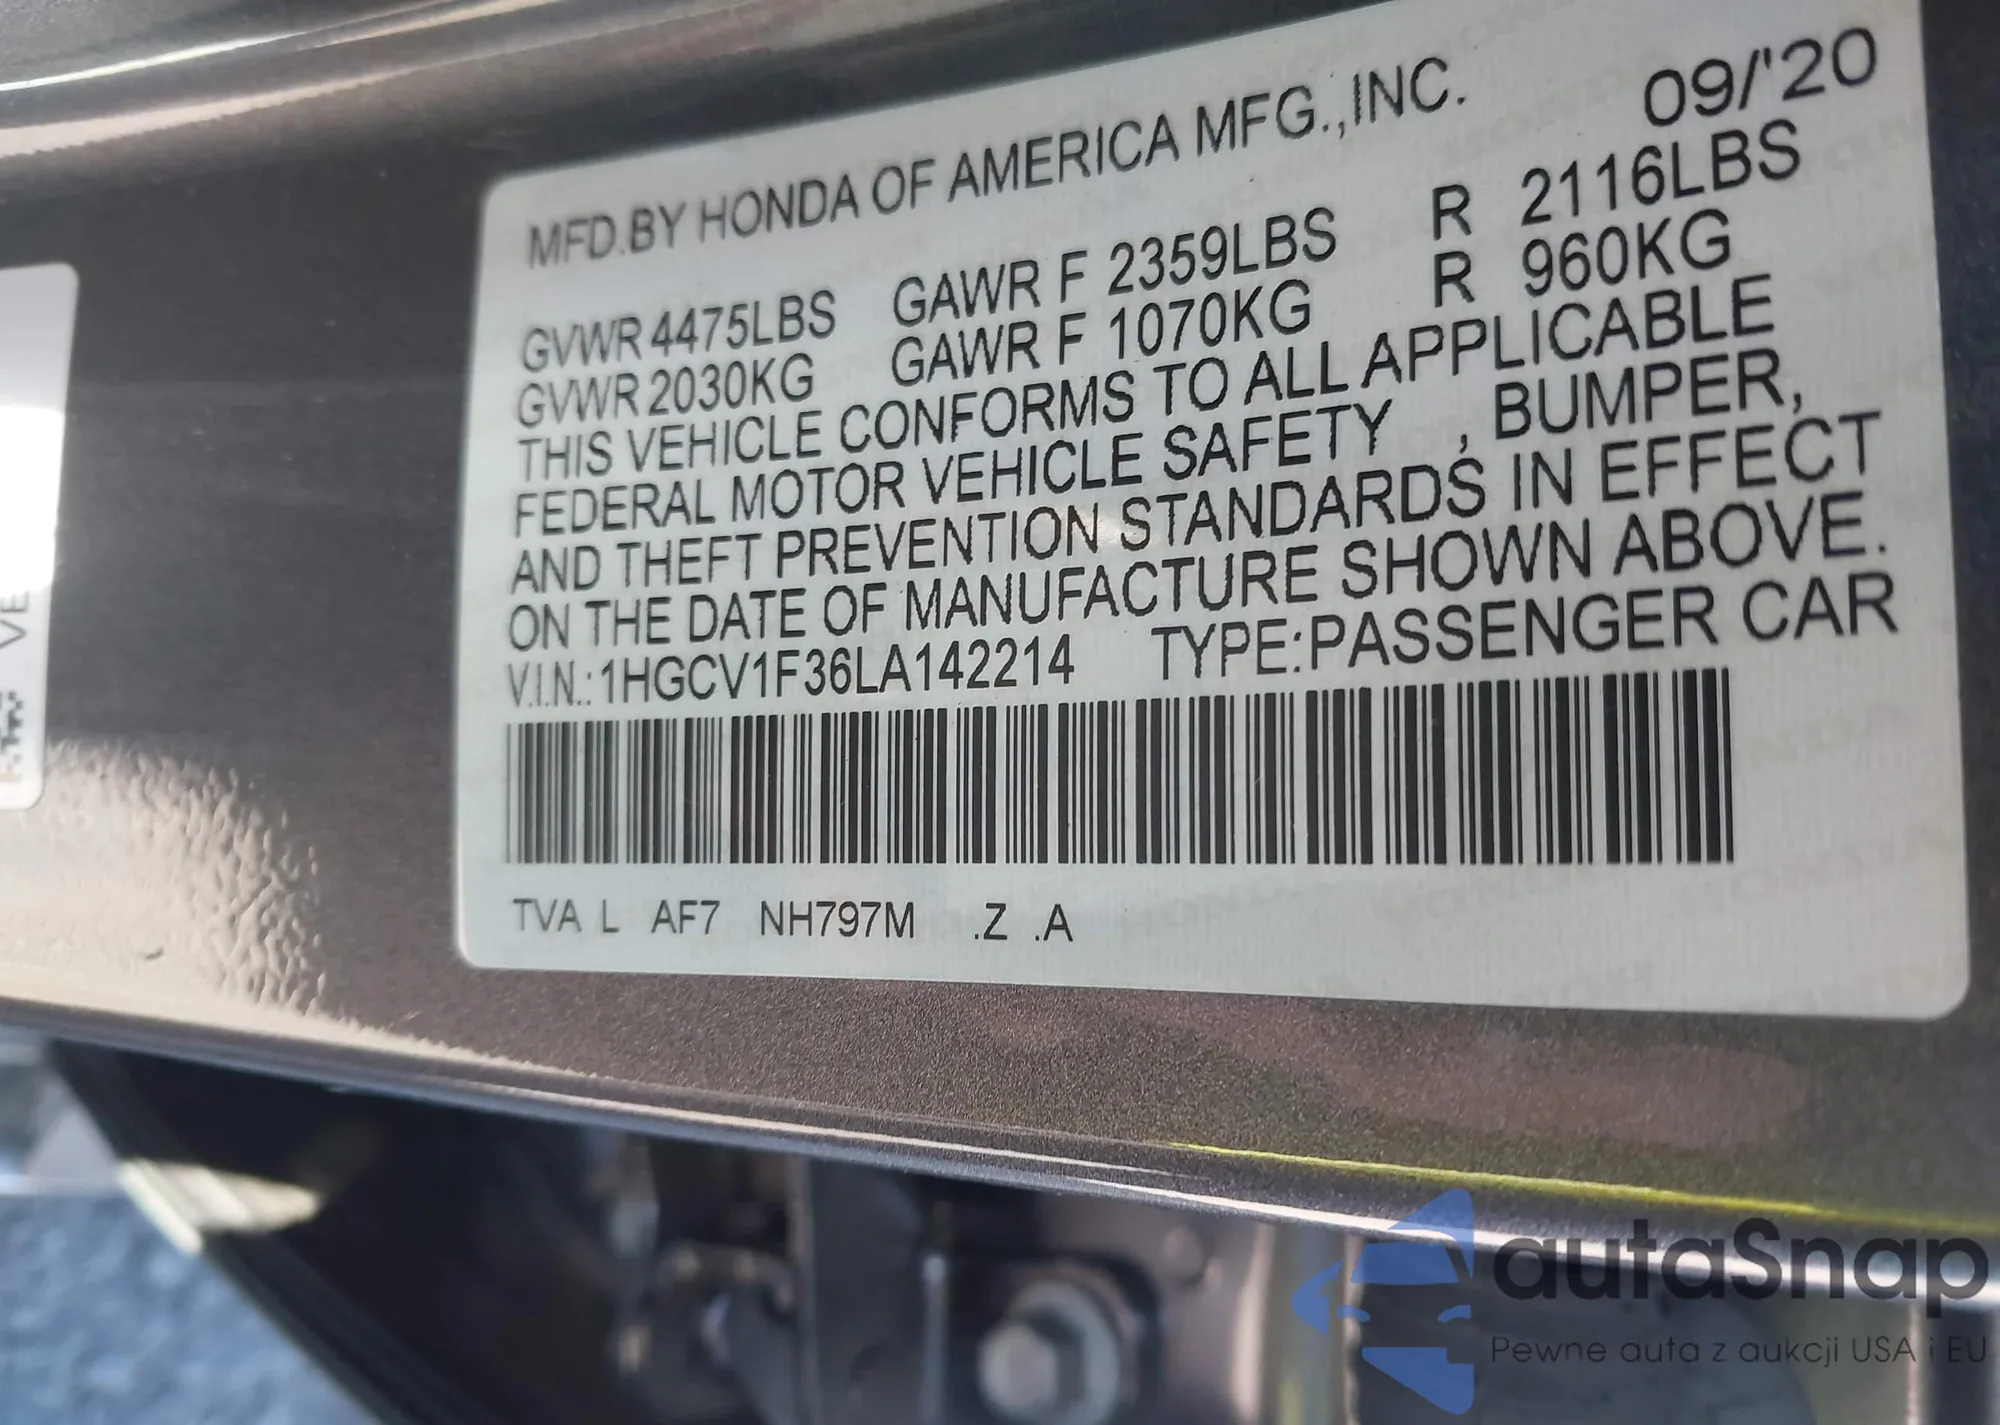 MFD.BY HONDA OF AMERICA MFG.,INC. 09/'20
GVWR 4475LBS GAWR F 2359LBS R 2116LBS
GVWR 2030KG GAWR F 1070KG R 960KG
THIS VEHICLE CONFORMS TO ALL APPLICABLE
FEDERAL MOTOR VEHICLE SAFETY , BUMPER,
AND THEFT PREVENTION STANDARDS IN EFFECT
ON THE DATE OF MANUFACTURE SHOWN ABOVE.
V.I.N.: 1HGCV1F36LA142214 TYPE:PASSENGER CAR
TVA L AF7 NH797M .Z .A
VE
autaSnap
Pewne auta z aukcji USA i EU